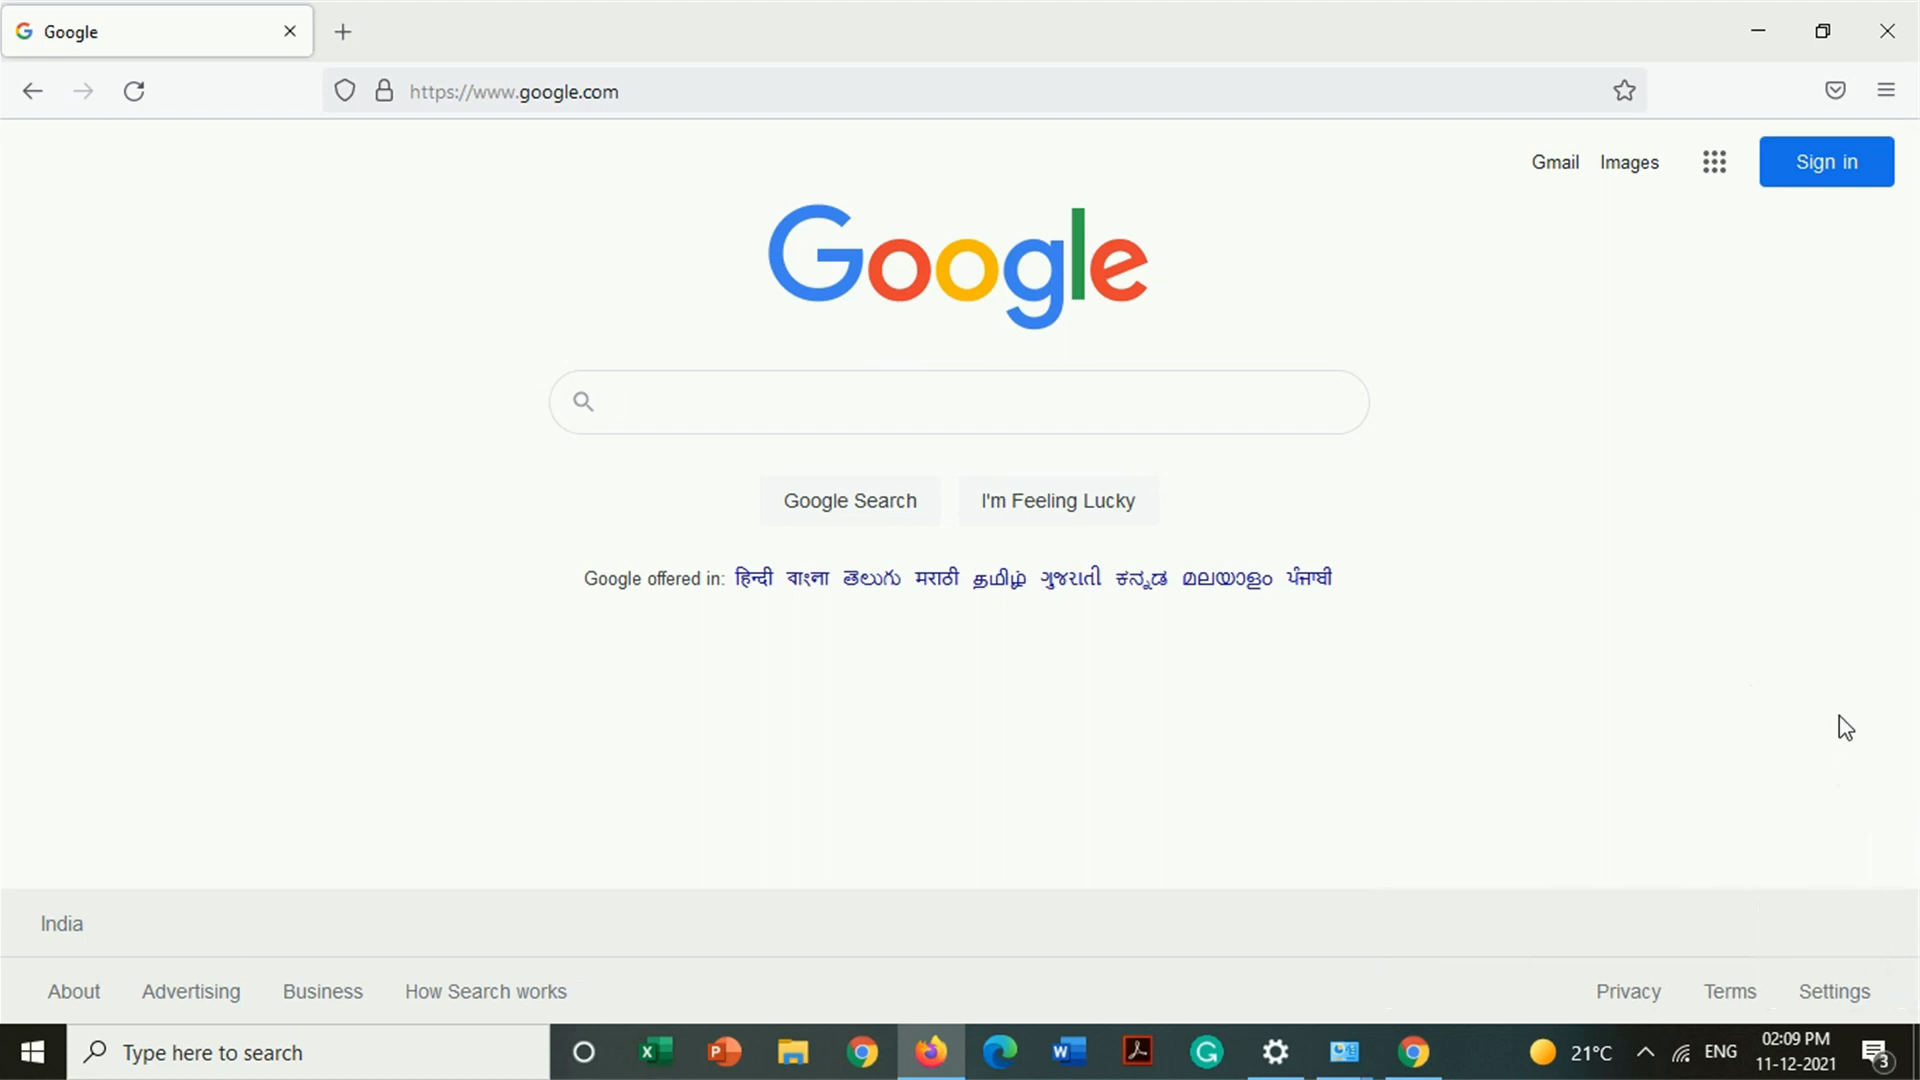 Google
https://www.google.com
Gmail Images Sign in
Google
Google Search I'm Feeling Lucky
Google offered in: हिन्दी বাংলা తెలుగు मराठी தமிழ் ગુજરાતી ಕನ್ನಡ മലയാളം ਪੰਜਾਬੀ
India
About Advertising Business How Search works Privacy Terms Settings
Type here to search 21°C ENG 02:09 PM
11-12-2021 3